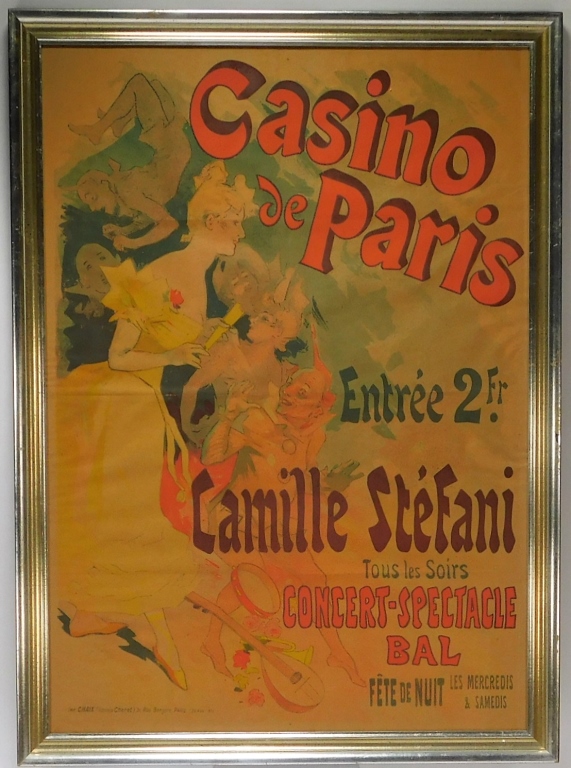 Casino
de Paris
Entrée 2Fr.
Camille Stéfani
Tous les Soirs
CONCERT-SPECTACLE
BAL
FÊTE DE NUIT LES MERCREDIS
& SAMEDIS